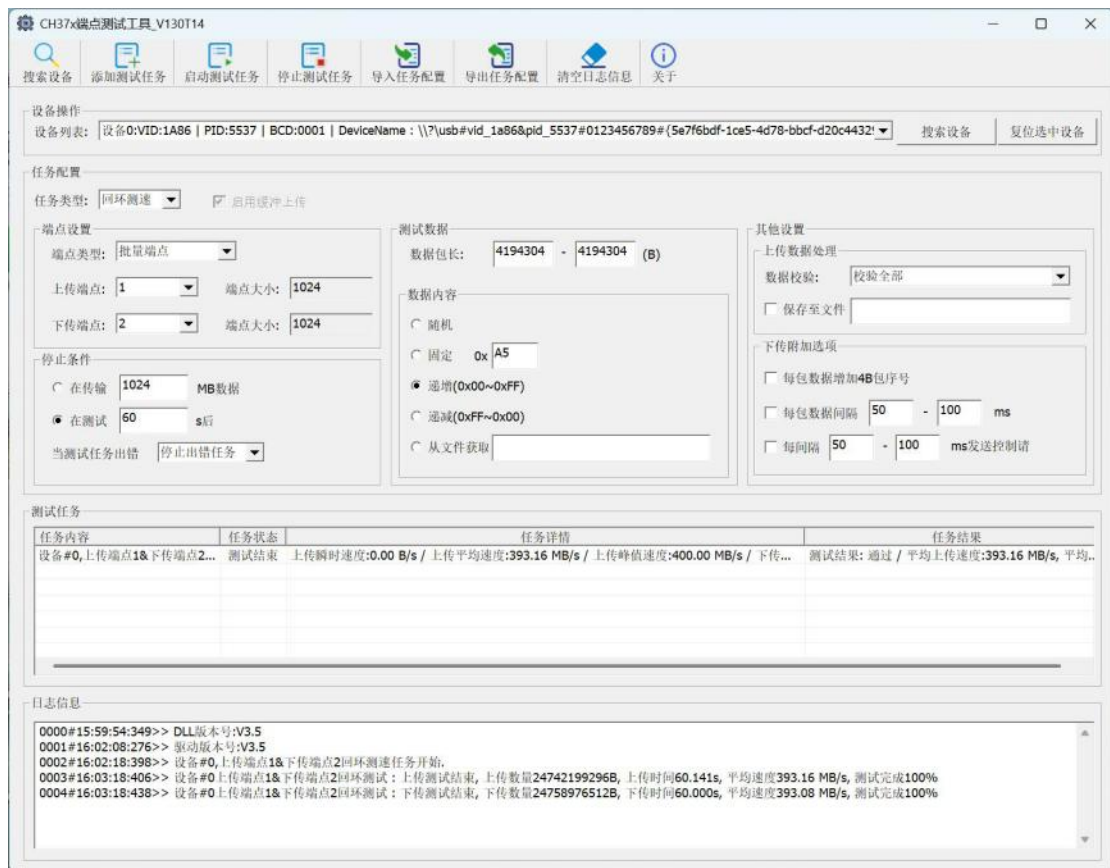 CH37x端点测试工具_V130T14
搜索设备 添加测试任务 启动测试任务 停止测试任务 导入任务配置 导出任务配置 清空日志信息 关于
设备操作
设备列表: 设备0:VID:1A86 | PID:5537 | BCD:0001 | DeviceName : \\?\usb#vid_1a86&pid_5537#0123456789#{5e7f6bdf-1ce5-4d78-bbcf-d20c4432 搜索设备 复位选中设备
任务配置
任务类型: 回环测速 启用缓冲上传
端点设置
端点类型: 批量端点
上传端点: 1 端点大小: 1024
下传端点: 2 端点大小: 1024
停止条件
在传输 1024 MB数据
在测试 60 s后
当测试任务出错 停止出错任务
测试数据
数据包长: 4194304 - 4194304 (B)
数据内容
随机
固定 0x A5
递增(0x00~0xFF)
递减(0xFF~0x00)
从文件获取
其他设置
上传数据处理
数据校验: 校验全部
保存至文件
下传附加选项
每包数据增加4B包序号
每包数据间隔 50 - 100 ms
每间隔 50 - 100 ms发送控制请
测试任务
任务内容 任务状态 任务详情 任务结果
设备#0,上传端点1&下传端点2... 测试结束 上传瞬时速度:0.00 B/s / 上传平均速度:393.16 MB/s / 上传峰值速度:400.00 MB/s / 下传... 测试结果: 通过 / 平均上传速度:393.16 MB/s, 平均..
日志信息
0000#15:59:54:349>> DLL版本号:V3.5
0001#16:02:08:276>> 驱动版本号:V3.5
0002#16:02:18:398>> 设备#0,上传端点1&下传端点2回环测速任务开始.
0003#16:03:18:406>> 设备#0上传端点1&下传端点2回环测试 : 上传测试结束, 上传数量24742199296B, 上传时间60.141s, 平均速度393.16 MB/s, 测试完成100%
0004#16:03:18:438>> 设备#0上传端点1&下传端点2回环测试 : 下传测试结束, 下传数量24758976512B, 下传时间60.000s, 平均速度393.08 MB/s, 测试完成100%